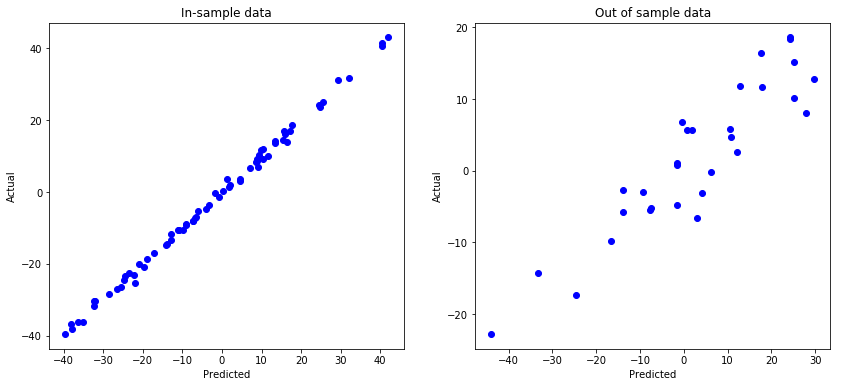 In-sample data
Actual
40
20
0
−20
−40
−40 −30 −20 −10 0 10 20 30 40
Predicted
Out of sample data
Actual
20
10
0
−10
−20
−40 −30 −20 −10 0 10 20 30
Predicted